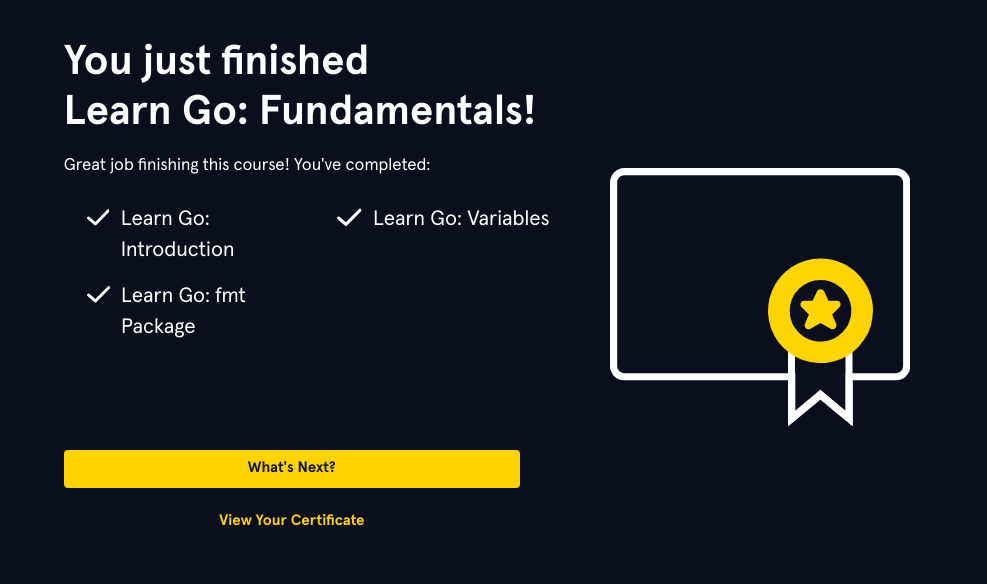 You just finished
Learn Go: Fundamentals!
Great job finishing this course! You've completed:
Learn Go:
Introduction
Learn Go: Variables
Learn Go: fmt
Package
What's Next?
View Your Certificate